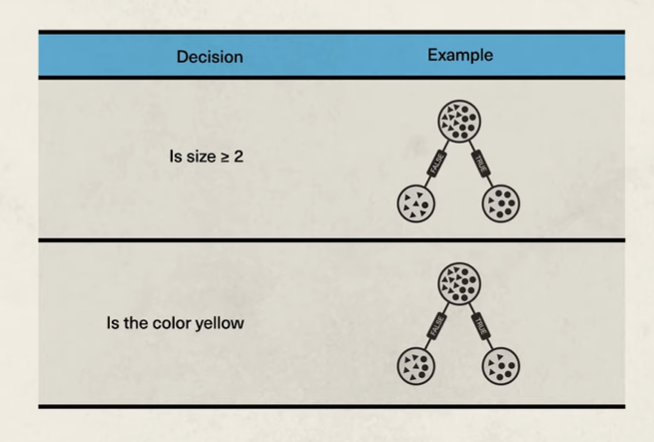 Decision
Example
Is size ≥ 2
FALSE
TRUE
Is the color yellow
FALSE
TRUE